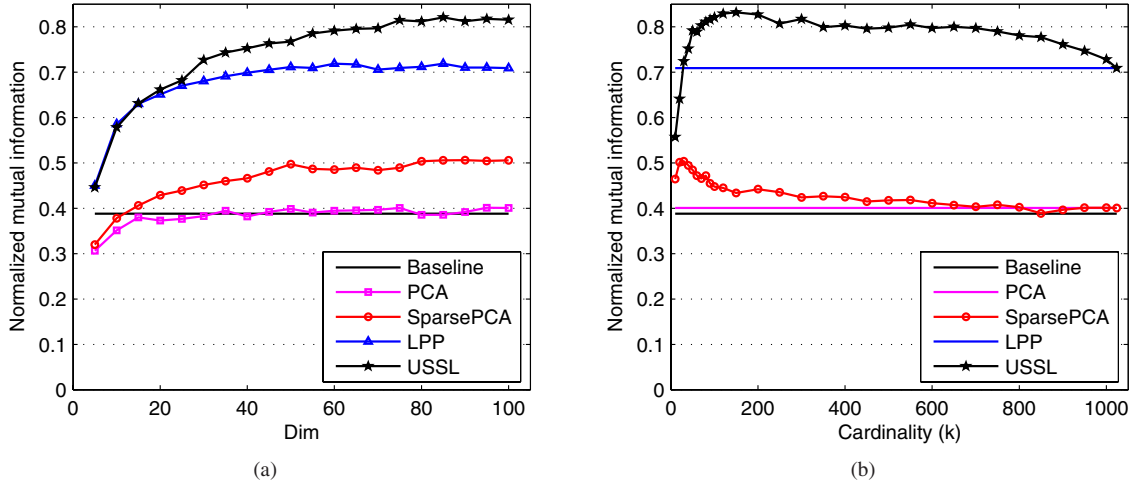 Normalized mutual information
0.8
0.7
0.6
0.5
0.4
0.3
0.2
0.1
0
0 20 40 60 80 100
Dim
Baseline
PCA
SparsePCA
LPP
USSL
(a)
Normalized mutual information
0.8
0.7
0.6
0.5
0.4
0.3
0.2
0.1
0
0 200 400 600 800 1000
Cardinality (k)
Baseline
PCA
SparsePCA
LPP
USSL
(b)